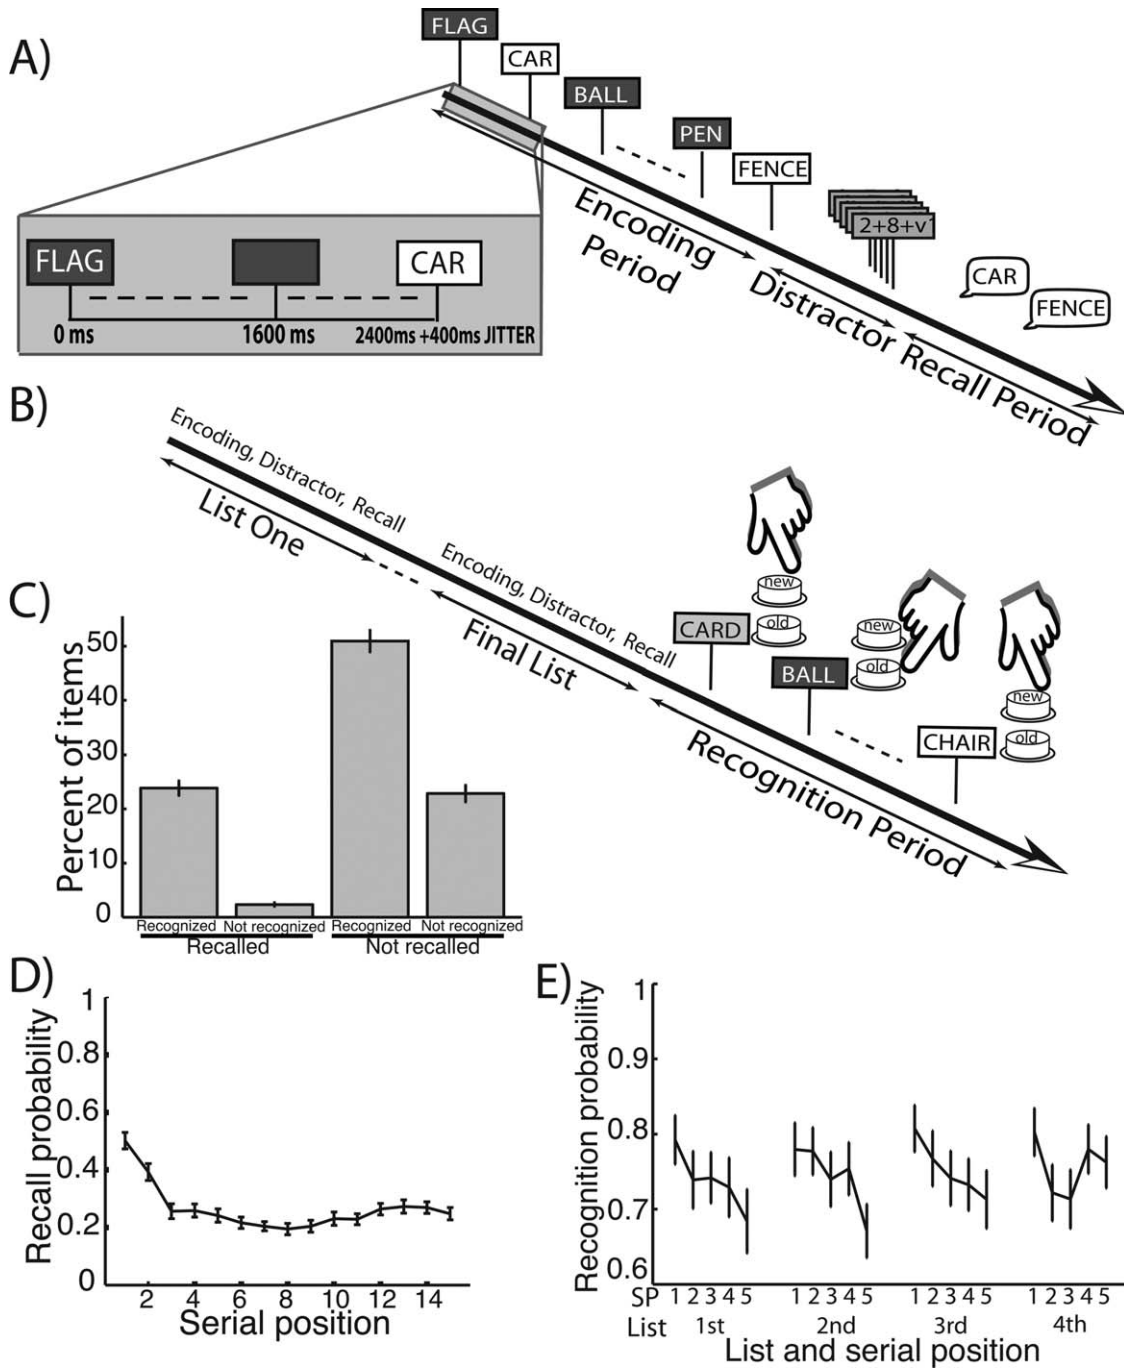 A)
FLAG
CAR
BALL
PEN
FENCE
2+8+v
CAR
FENCE
Encoding
Period
Distractor
Recall Period
FLAG
CAR
0 ms
1600 ms
2400ms +400ms JITTER
B)
Encoding, Distractor, Recall
List One
Encoding, Distractor, Recall
Final List
Recognition Period
CARD
new
old
BALL
new
old
CHAIR
new
old
C)
Percent of items
50
40
30
20
10
0
Recognized
Not recognized
Recognized
Not recognized
Recalled
Not recalled
D)
Recall probability
1
0.8
0.6
0.4
0.2
0
2 4 6 8 10 12 14
Serial position
E)
Recognition probability
1
0.9
0.8
0.7
0.6
SP 1 2 3 4 5 1 2 3 4 5 1 2 3 4 5 1 2 3 4 5
List 1st 2nd 3rd 4th
List and serial position